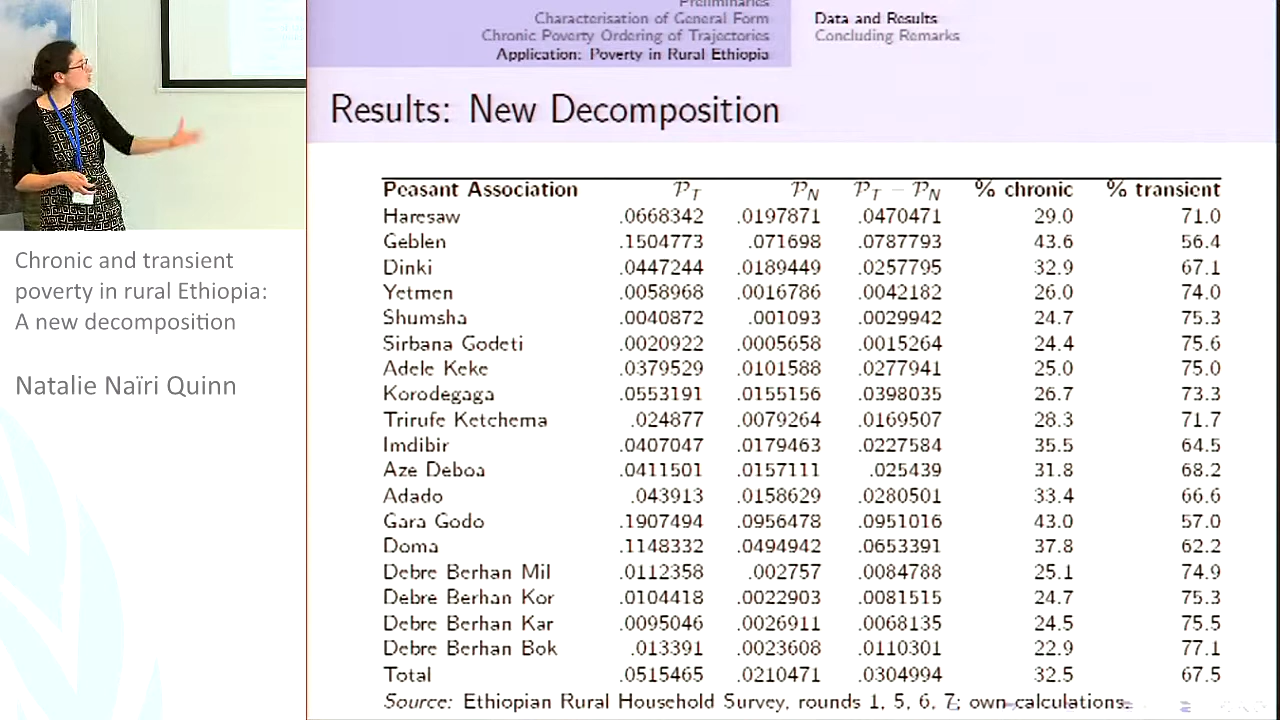 Preliminaries
Characterisation of General Form
Chronic Poverty Ordering of Trajectories
Application: Poverty in Rural Ethiopia
Data and Results
Concluding Remarks
Results: New Decomposition
Peasant Association P_T P_N P_T − P_N % chronic % transient
Haresaw .0668342 .0197871 .0470471 29.0 71.0
Geblen .1504773 .071698 .0787793 43.6 56.4
Dinki .0447244 .0189449 .0257795 32.9 67.1
Yetmen .0058968 .0016786 .0042182 26.0 74.0
Shumsha .0040872 .001093 .0029942 24.7 75.3
Sirbana Godeti .0020922 .0005658 .0015264 24.4 75.6
Adele Keke .0379529 .0101588 .0277941 25.0 75.0
Korodegaga .0553191 .0155156 .0398035 26.7 73.3
Trirufe Ketchema .024877 .0079264 .0169507 28.3 71.7
Imdibir .0407047 .0179463 .0227584 35.5 64.5
Aze Deboa .0411501 .0157111 .025439 31.8 68.2
Adado .043913 .0158629 .0280501 33.4 66.6
Gara Godo .1907494 .0956478 .0951016 43.0 57.0
Doma .1148332 .0494942 .0653391 37.8 62.2
Debre Berhan Mil .0112358 .002757 .0084788 25.1 74.9
Debre Berhan Kor .0104418 .0022903 .0081515 24.7 75.3
Debre Berhan Kar .0095046 .0026911 .0068135 24.5 75.5
Debre Berhan Bok .013391 .0023608 .0110301 22.9 77.1
Total .0515465 .0210471 .0304994 32.5 67.5
Source: Ethiopian Rural Household Survey, rounds 1, 5, 6, 7; own calculations.
Chronic and transient
poverty in rural Ethiopia:
A new decomposition
Natalie Naïri Quinn